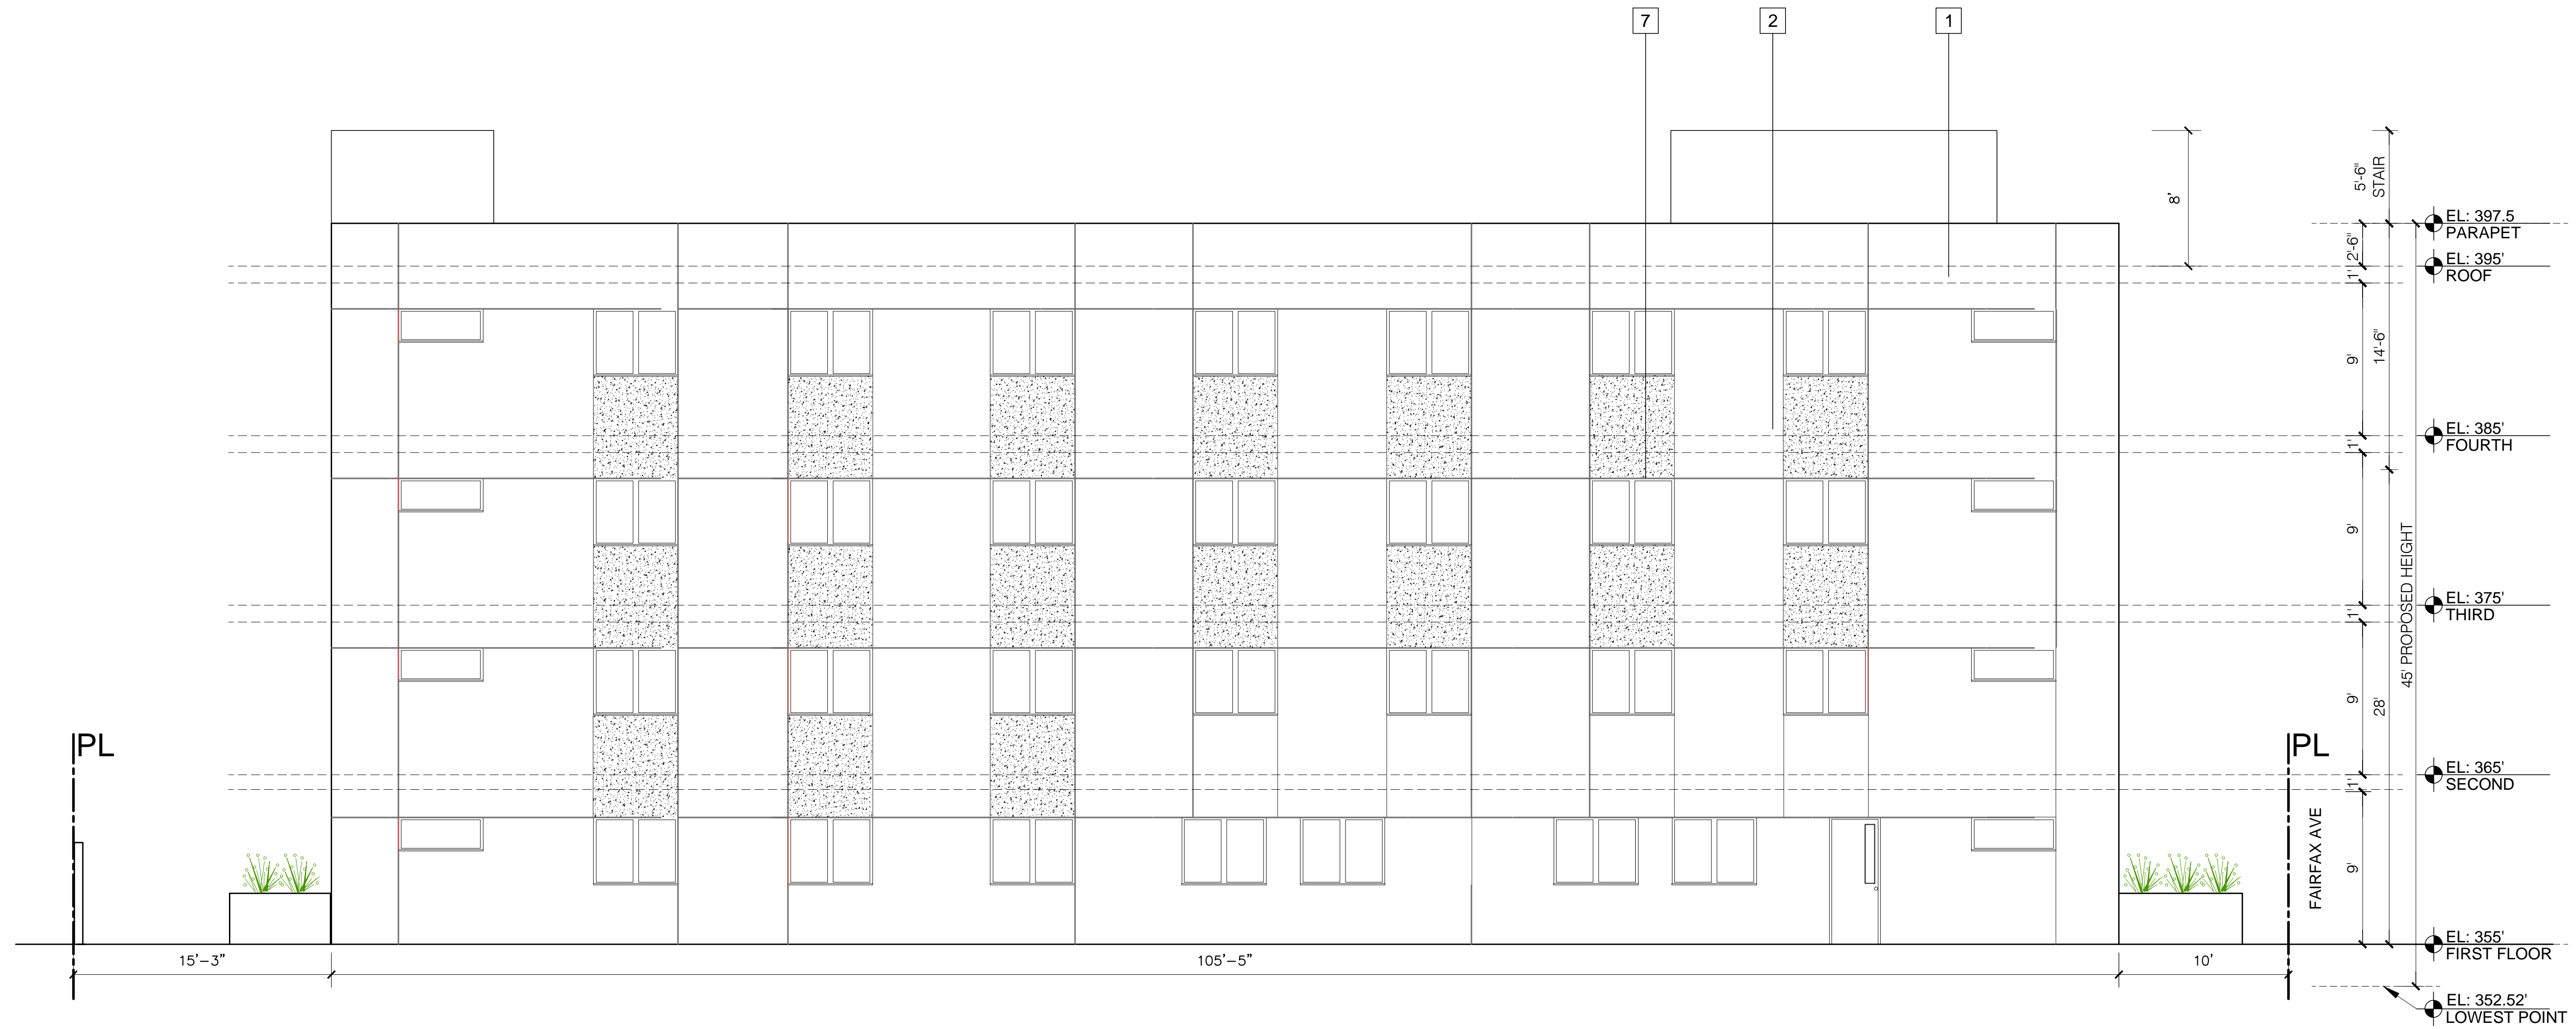 7
2
1
5'-6"
STAIR
8'
EL: 397.5
PARAPET
2'-6"
EL: 395'
ROOF
1'
14'-6"
9'
EL: 385'
FOURTH
1'
9'
45' PROPOSED HEIGHT
EL: 375'
THIRD
1'
9'
28'
PL
PL
EL: 365'
SECOND
1'
FAIRFAX AVE
9'
EL: 355'
FIRST FLOOR
15'-3"
105'-5"
10'
EL: 352.52'
LOWEST POINT